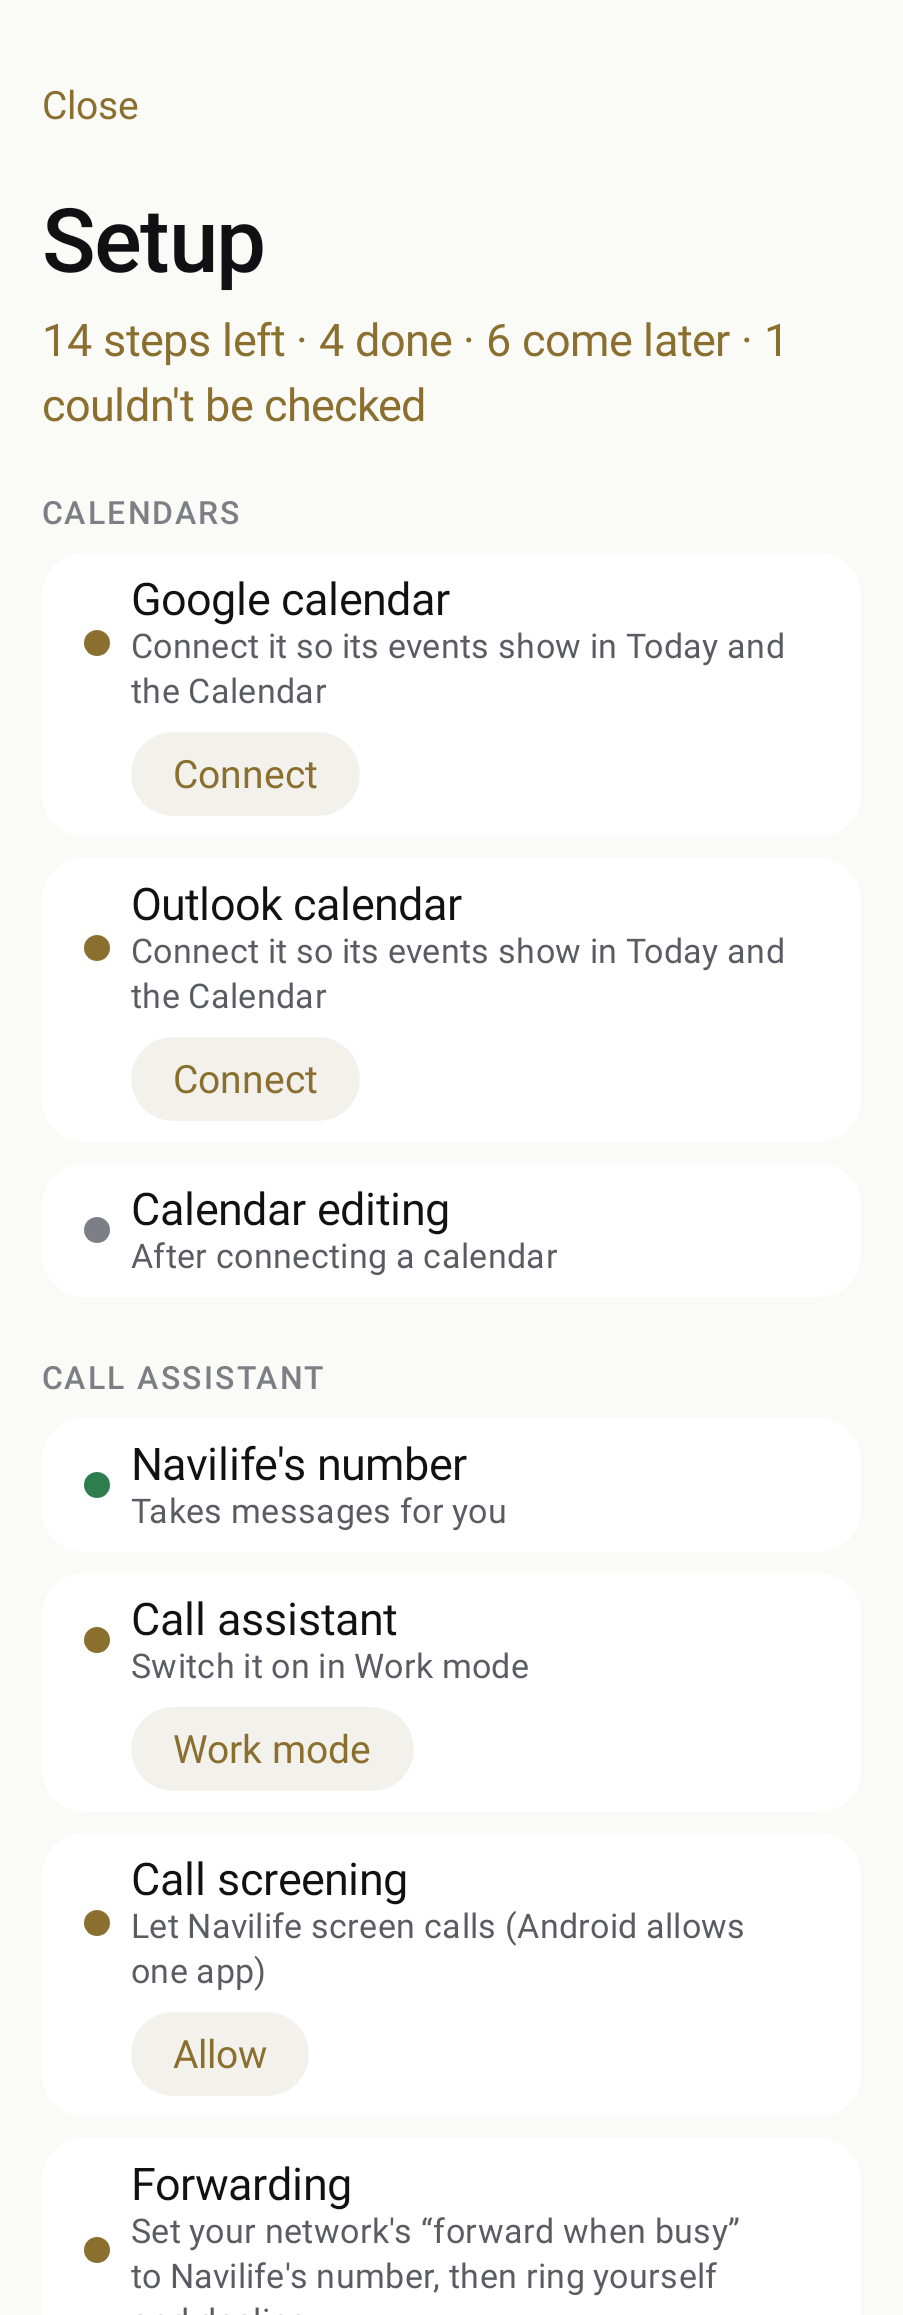 Close
Setup
14 steps left · 4 done · 6 come later · 1
couldn't be checked
CALENDARS
Google calendar
Connect it so its events show in Today and
the Calendar
Connect
Outlook calendar
Connect it so its events show in Today and
the Calendar
Connect
Calendar editing
After connecting a calendar
CALL ASSISTANT
Navilife's number
Takes messages for you
Call assistant
Switch it on in Work mode
Work mode
Call screening
Let Navilife screen calls (Android allows
one app)
Allow
Forwarding
Set your network's “forward when busy”
to Navilife's number, then ring yourself